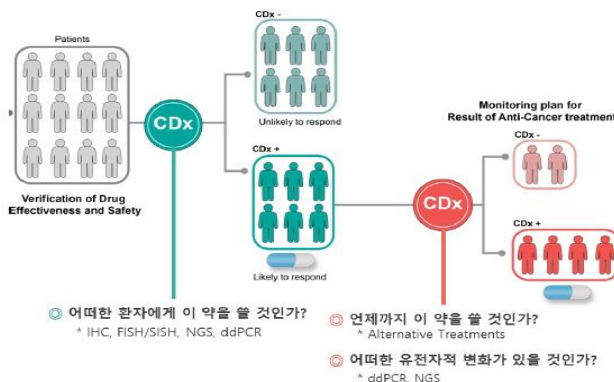 Patients
CDx
Verification of Drug
Effectiveness and Safety
CDx -
Unlikely to respond
CDx +
Likely to respond
CDx
Monitoring plan for
Result of Anti-Cancer treatment
CDx -
CDx +
◎ 어떠한 환자에게 이 약을 쓸 것인가?
* IHC, FISH/SISH, NGS, ddPCR
◎ 언제까지 이 약을 쓸 것인가?
* Alternative Treatments
◎ 어떠한 유전자적 변화가 있을 것인가?
* ddPCR, NGS